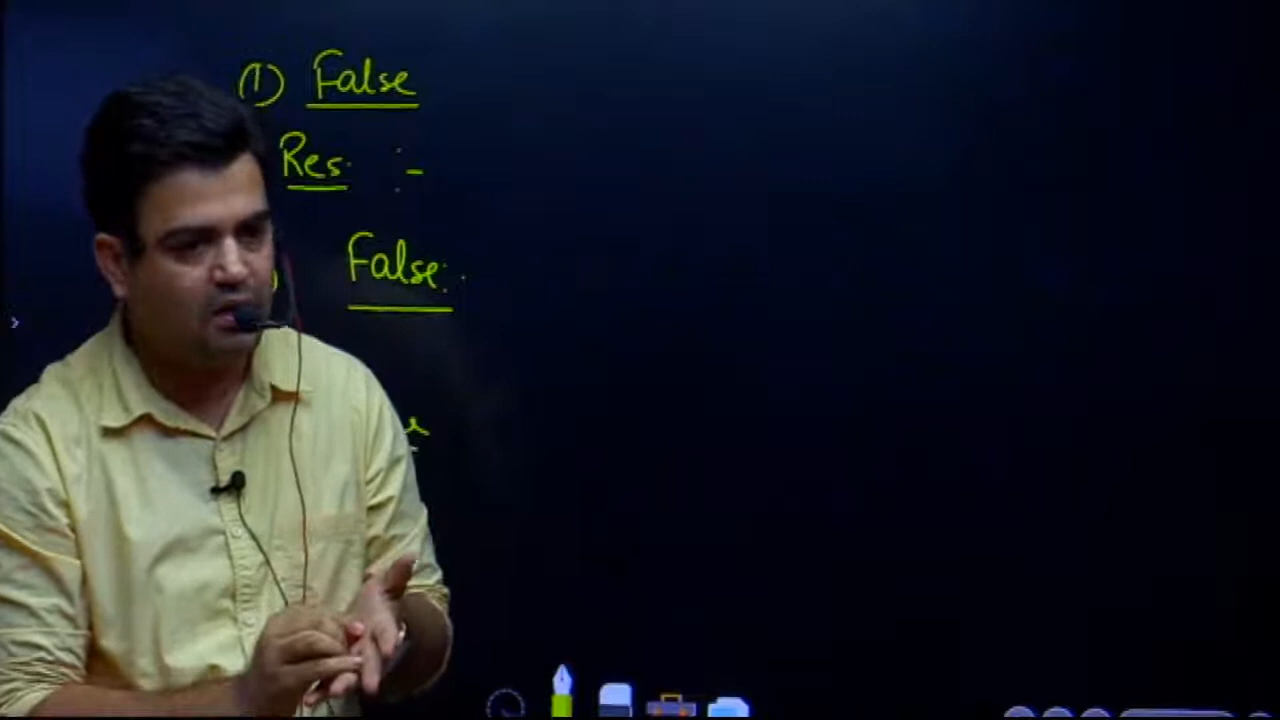 (1) False
Res. :-
) False:.